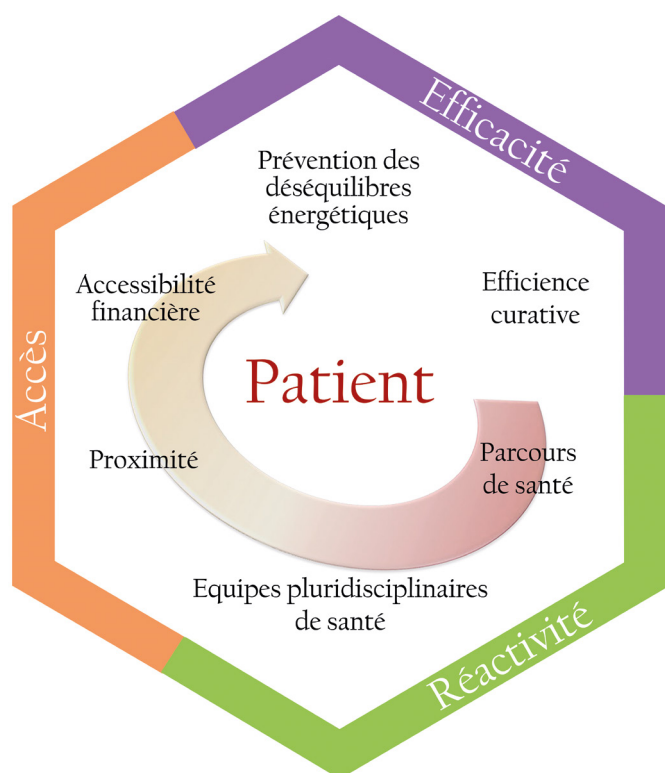 Efficacité
Prévention des
déséquilibres
énergétiques
Accessibilité
financière
Efficience
curative
Accès
Patient
Proximité
Parcours
de santé
Equipes pluridisciplinaires
de santé
Réactivité